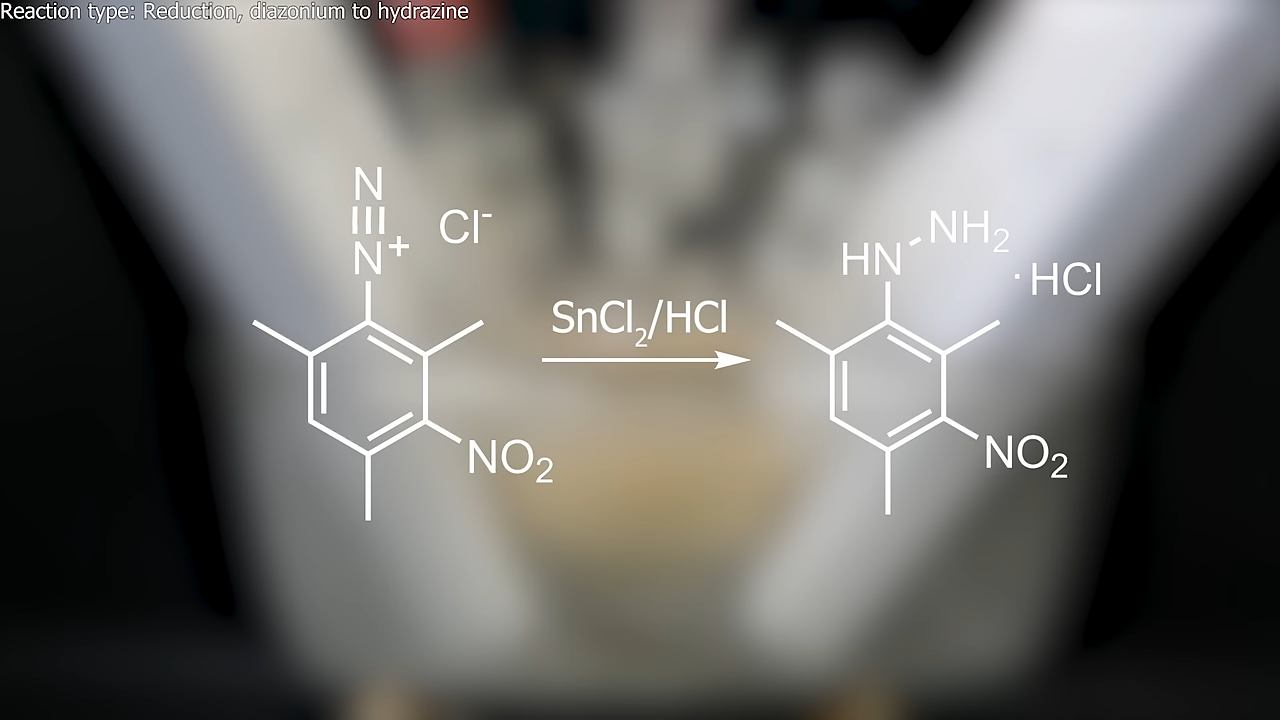 Reaction type: Reduction, diazonium to hydrazine
N
N+
Cl-
SnCl2/HCl
NO2
HN
NH2
·HCl
NO2